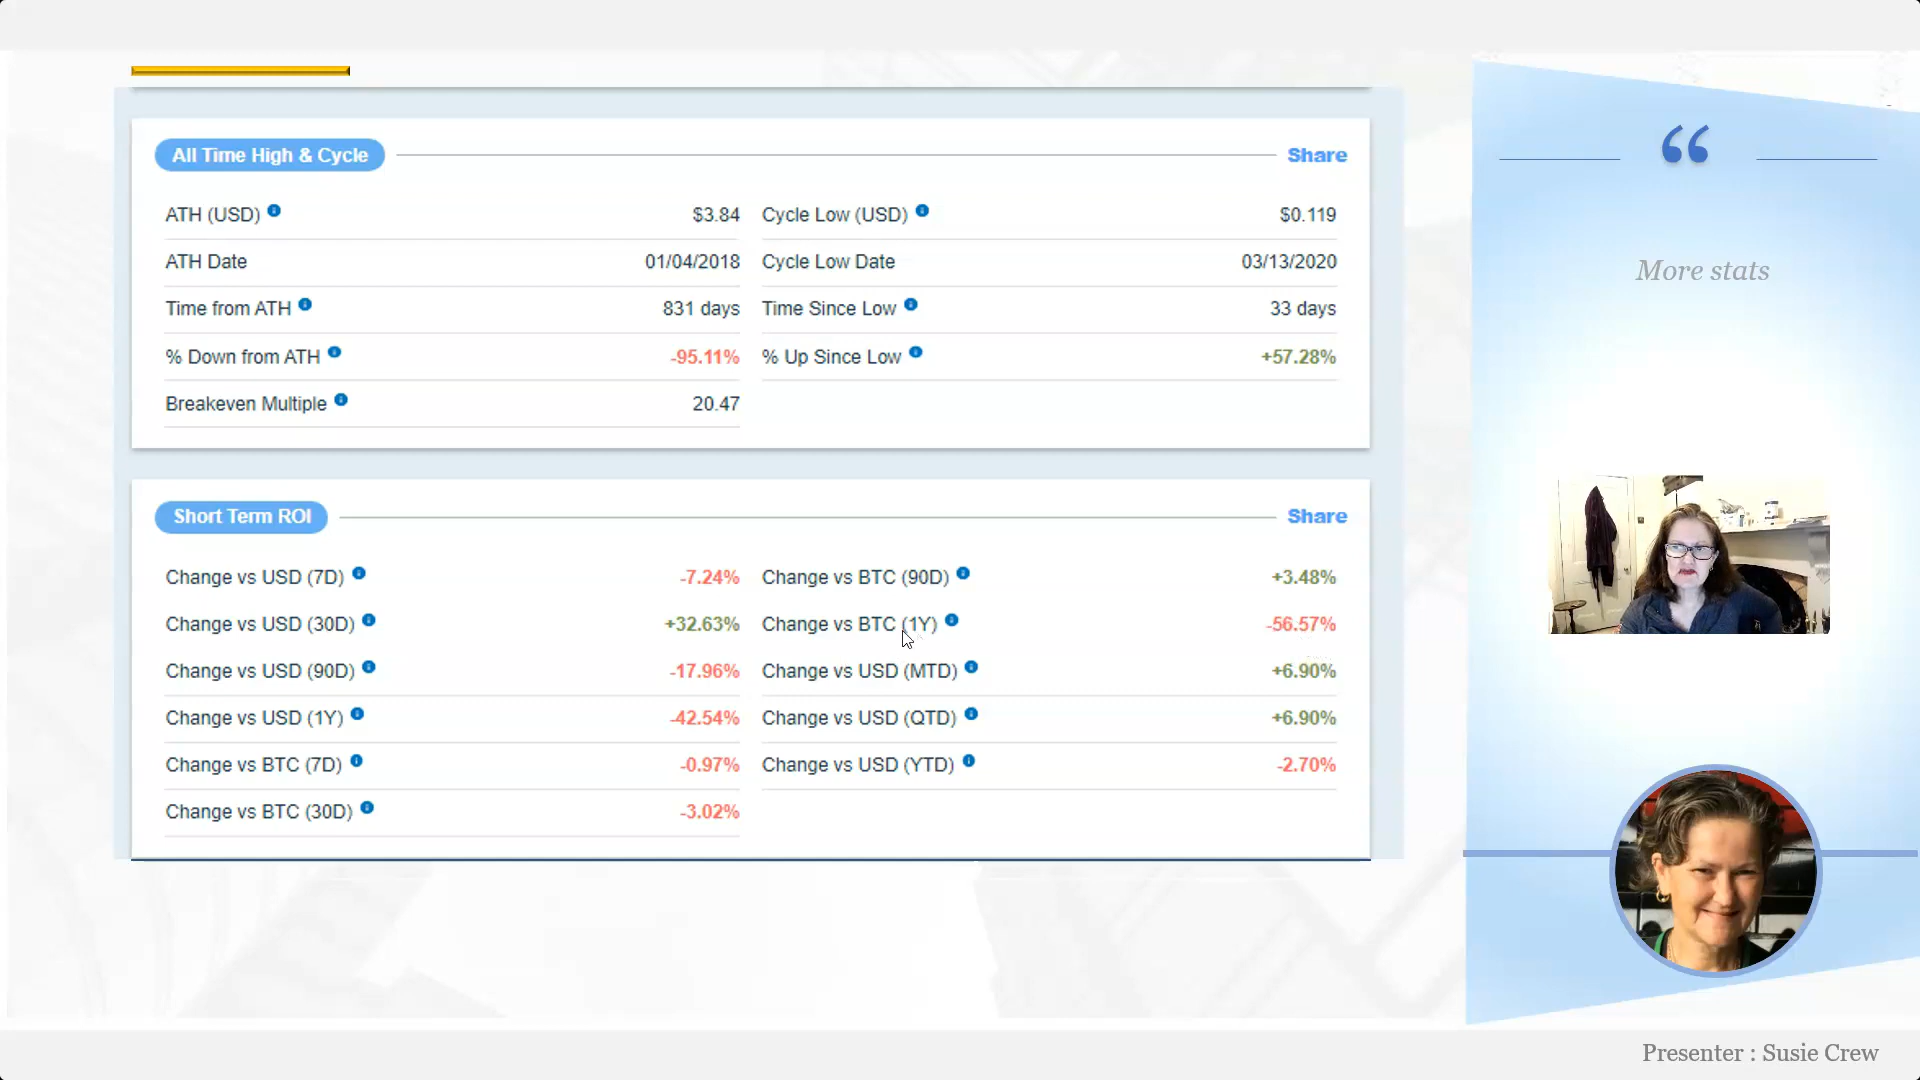 All Time High & Cycle Share
ATH (USD) $3.84 Cycle Low (USD) $0.119
ATH Date 01/04/2018 Cycle Low Date 03/13/2020
Time from ATH 831 days Time Since Low 33 days
% Down from ATH -95.11% % Up Since Low +57.28%
Breakeven Multiple 20.47
Short Term ROI Share
Change vs USD (7D) -7.24% Change vs BTC (90D) +3.48%
Change vs USD (30D) +32.63% Change vs BTC (1Y) -56.57%
Change vs USD (90D) -17.96% Change vs USD (MTD) +6.90%
Change vs USD (1Y) -42.54% Change vs USD (QTD) +6.90%
Change vs BTC (7D) -0.97% Change vs USD (YTD) -2.70%
Change vs BTC (30D) -3.02%
“
More stats
Presenter : Susie Crew